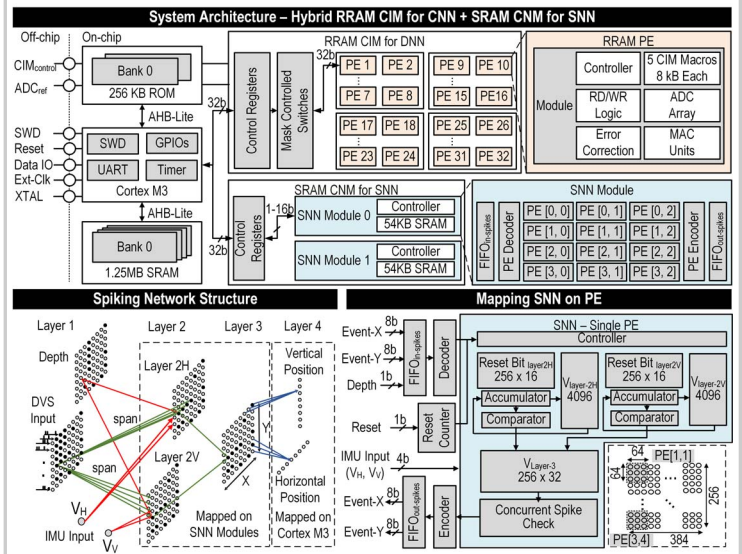 System Architecture – Hybrid RRAM CIM for CNN + SRAM CNM for SNN
Off-chip
On-chip
CIMcontrol
ADCref
Bank 0
256 KB ROM
AHB-Lite
SWD
Reset
Data IO
Ext-Clk
XTAL
SWD
GPIOs
UART
Timer
Cortex M3
AHB-Lite
Bank 0
1.25MB SRAM
32b
32b
RRAM CIM for DNN
Control Registers
Mask Controlled
Switches
32b
32b
PE 1
PE 2
PE 9
PE 10
PE 7
PE 8
PE 15
PE16
PE 17
PE 18
PE 25
PE 26
PE 23
PE 24
PE 31
PE 32
RRAM PE
Module
Controller
5 CIM Macros
8 kB Each
RD/WR
Logic
ADC
Array
Error
Correction
MAC
Units
SRAM CNM for SNN
Control
Registers
1-16b
SNN Module 0
Controller
54KB SRAM
SNN Module 1
Controller
54KB SRAM
SNN Module
FIFOin-spikes
PE Decoder
PE [0, 0]
PE [0, 1]
PE [0, 2]
PE [1, 0]
PE [1, 1]
PE [1, 2]
PE [2, 0]
PE [2, 1]
PE [2, 2]
PE [3, 0]
PE [3, 1]
PE [3, 2]
PE Encoder
FIFOout-spikes
Spiking Network Structure
Layer 1
Layer 2
Layer 3
Layer 4
Depth
DVS
Input
span
span
Layer 2H
Layer 2V
Vertical
Position
Y
X
Horizontal
Position
VH
IMU Input
VV
Mapped on
SNN Modules
Mapped on
Cortex M3
Mapping SNN on PE
Event-X
8b
Event-Y
8b
Depth
1b
FIFOin-spikes
Decoder
1b
Reset
Counter
IMU Input
(VH, VV)
4b
Event-X
8b
Event-Y
8b
FIFOout-spikes
Encoder
SNN – Single PE
Controller
Reset Bit layer2H
256 x 16
Accumulator
Comparator
Vlayer-2H
4096
Reset Bit layer2V
256 x 16
Accumulator
Comparator
Vlayer-2V
4096
VLayer-3
256 x 32
Concurrent Spike
Check
64
PE[1,1]
64
256
PE[3,4]
384